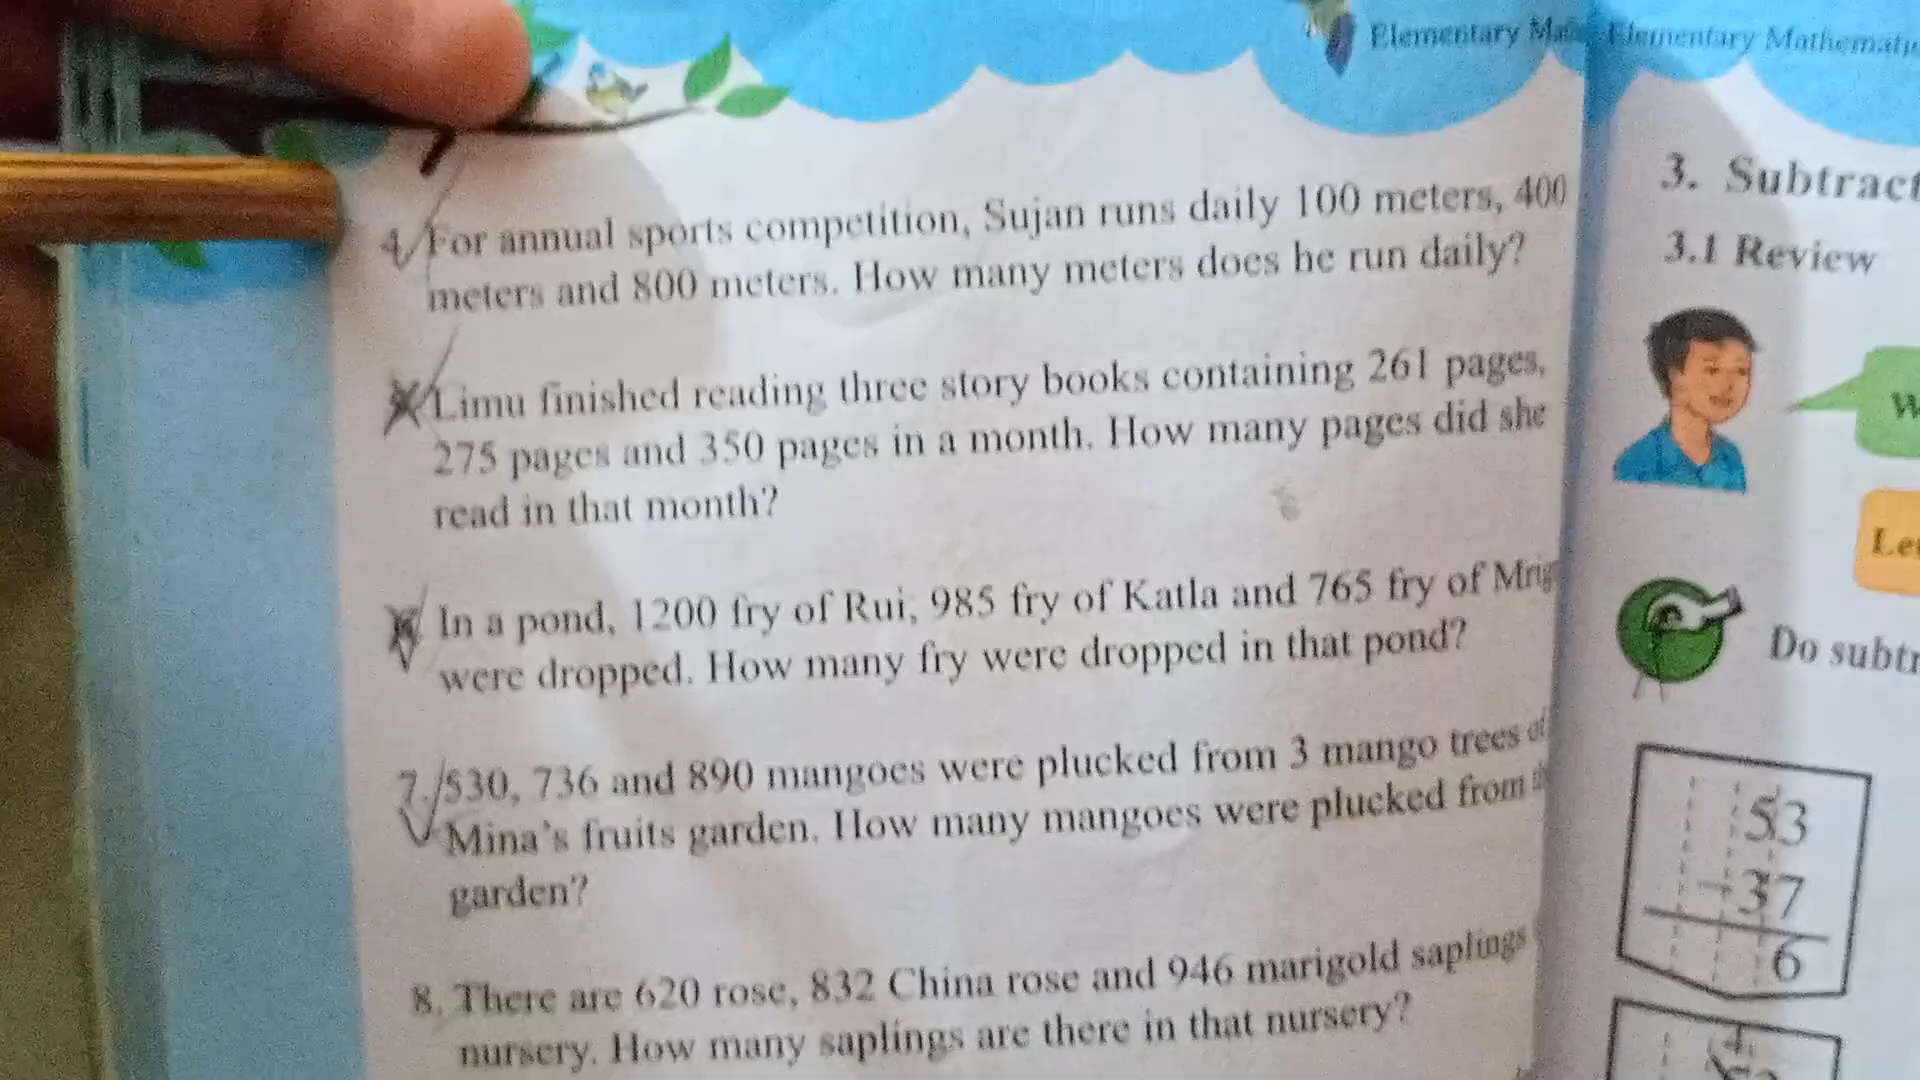 Elementary
Elementary Mathemati
4. For annual sports competition, Sujan runs daily 100 meters, 400
meters and 800 meters. How many meters does he run daily?
Limu finished reading three story books containing 261 pages,
275 pages and 350 pages in a month. How many pages did she
read in that month?
In a pond, 1200 fry of Rui, 985 fry of Katla and 765 fry of Mrig
were dropped. How many fry were dropped in that pond?
7. 530, 736 and 890 mangoes were plucked from 3 mango trees of
Mina's fruits garden. How many mangoes were plucked from
garden?
8. There are 620 rose, 832 China rose and 946 marigold saplings
nursery. How many saplings are there in that nursery?
3. Subtract
3.1 Review
W
Le
Do subtr
53
-37
6